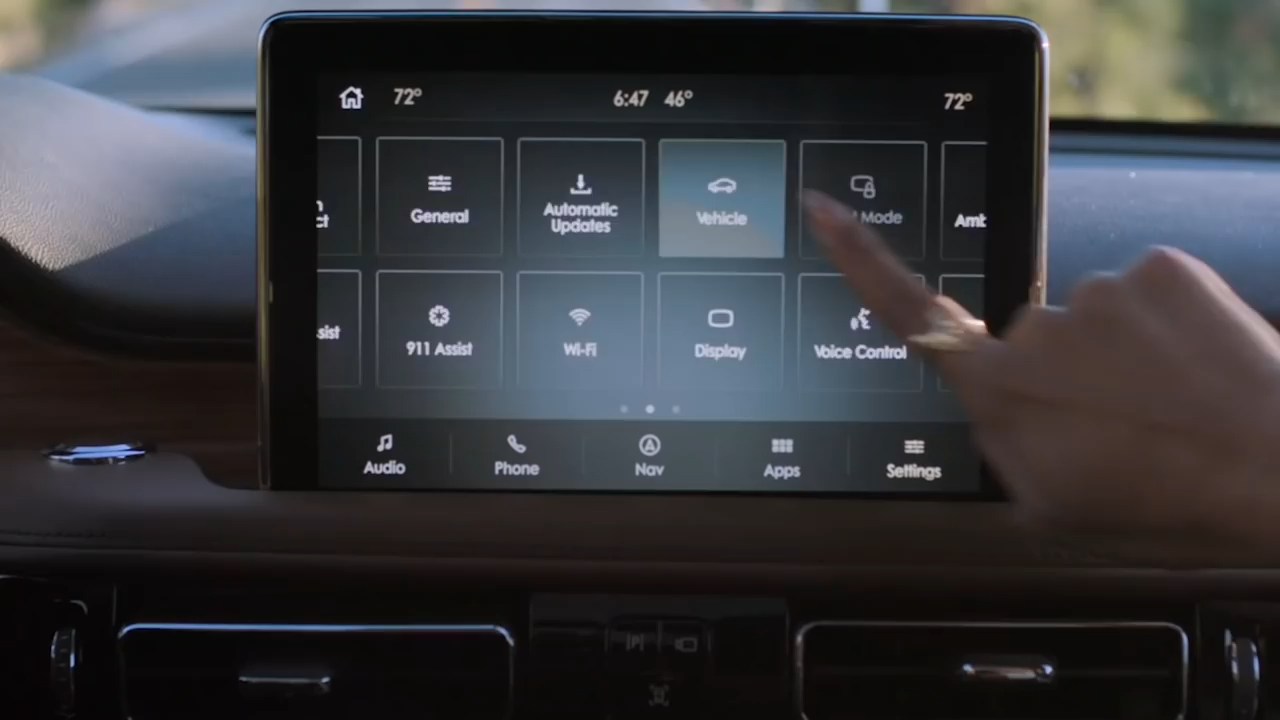 72° 6:47 46° 72°
General
Automatic
Updates
Vehicle
Mode
Amb
ct
sist
911 Assist
Wi-Fi
Display
Voice Control
Audio
Phone
Nav
Apps
Settings